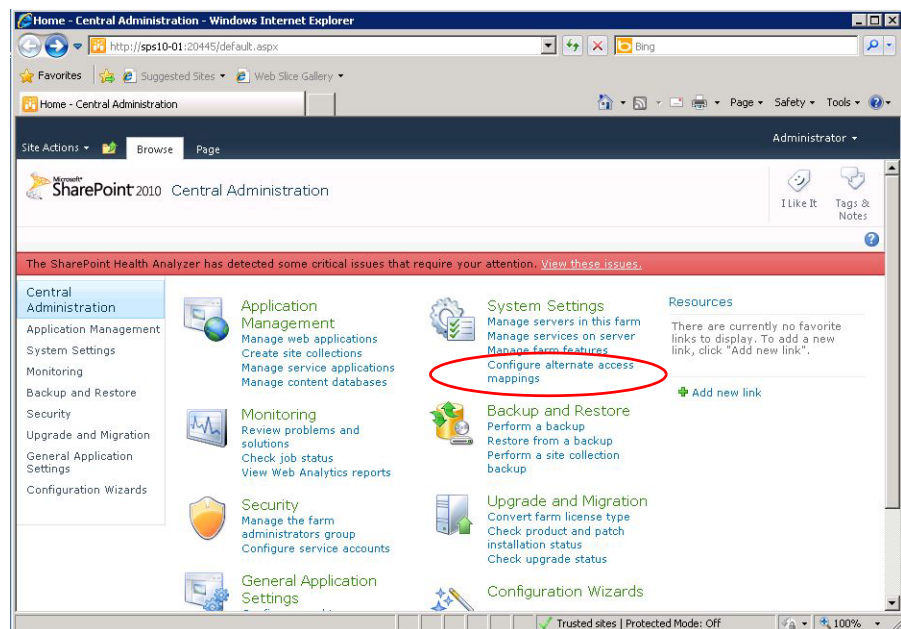 Home - Central Administration - Windows Internet Explorer
http://sps10-01:20445/default.aspx
Bing
Favorites
Suggested Sites
Web Slice Gallery
Home - Central Administration
Page
Safety
Tools
Administrator
Site Actions
Browse
Page
Microsoft
SharePoint 2010
Central Administration
I Like It
Tags &
Notes
The SharePoint Health Analyzer has detected some critical issues that require your attention. View these issues.
Central
Administration
Application Management
System Settings
Monitoring
Backup and Restore
Security
Upgrade and Migration
General Application
Settings
Configuration Wizards
Application
Management
Manage web applications
Create site collections
Manage service applications
Manage content databases
Monitoring
Review problems and
solutions
Check job status
View Web Analytics reports
Security
Manage the farm
administrators group
Configure service accounts
General Application
Settings
System Settings
Manage servers in this farm
Manage services on server
Manage farm features
Configure alternate access
mappings
Backup and Restore
Perform a backup
Restore from a backup
Perform a site collection
backup
Upgrade and Migration
Convert farm license type
Check product and patch
installation status
Check upgrade status
Configuration Wizards
Resources
There are currently no favorite
links to display. To add a new
link, click "Add new link".
Add new link
Trusted sites | Protected Mode: Off
100%